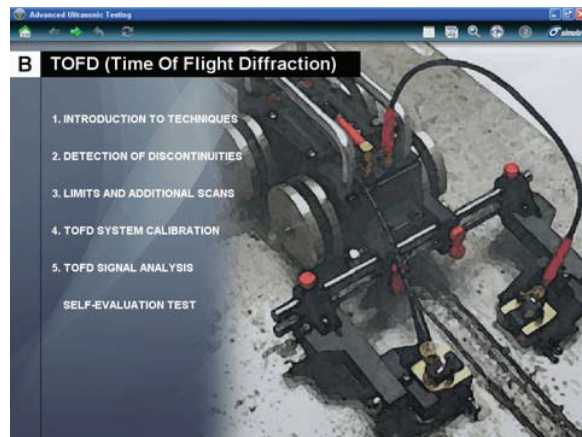 Advanced Ultrasonic Testing
B TOFD (Time Of Flight Diffraction)
1. INTRODUCTION TO TECHNIQUES
2. DETECTION OF DISCONTINUITIES
3. LIMITS AND ADDITIONAL SCANS
4. TOFD SYSTEM CALIBRATION
5. TOFD SIGNAL ANALYSIS
SELF-EVALUATION TEST